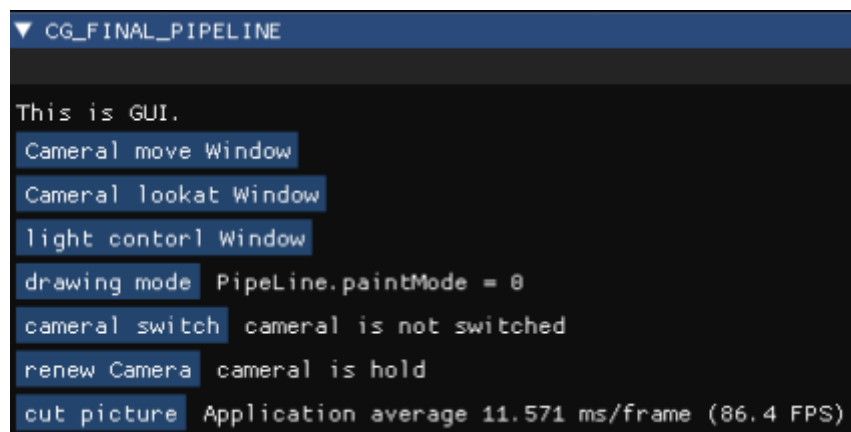 ▼ CG_FINAL_PIPELINE
This is GUI.
Cameral move Window
Cameral lookat Window
light contorl Window
drawing mode PipeLine.paintMode = 0
cameral switch cameral is not switched
renew Camera cameral is hold
cut picture Application average 11.571 ms/frame (86.4 FPS)